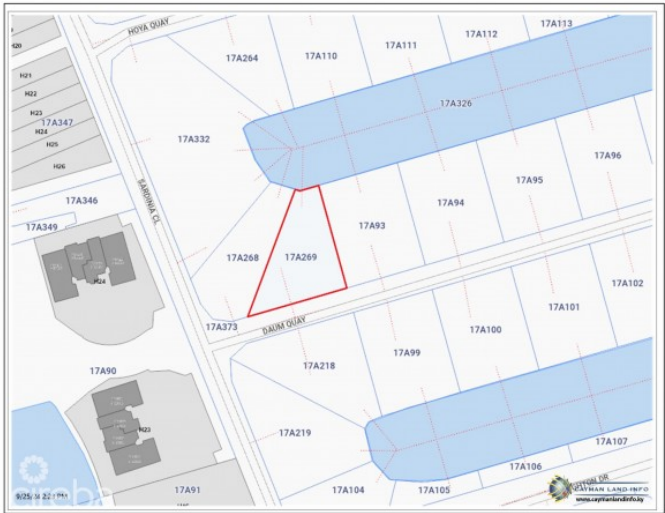 HOYA QUAY
17A113
17A112
17A111
17A110
17A264
H20
H21
H22
H23
17A347
H24
H25
H26
17A326
17A332
17A96
17A95
17A94
17A93
17A346
SARDINIA CL
17A349
17A268
17A269
17A102
17A101
17A100
17A99
17A373
DAUM QUAY
17A218
17A90
17A219
H23
17A107
17A106
17A105
17A104
17A91
CAYMAN LAND INFO
www.caymanlandinfo.ky